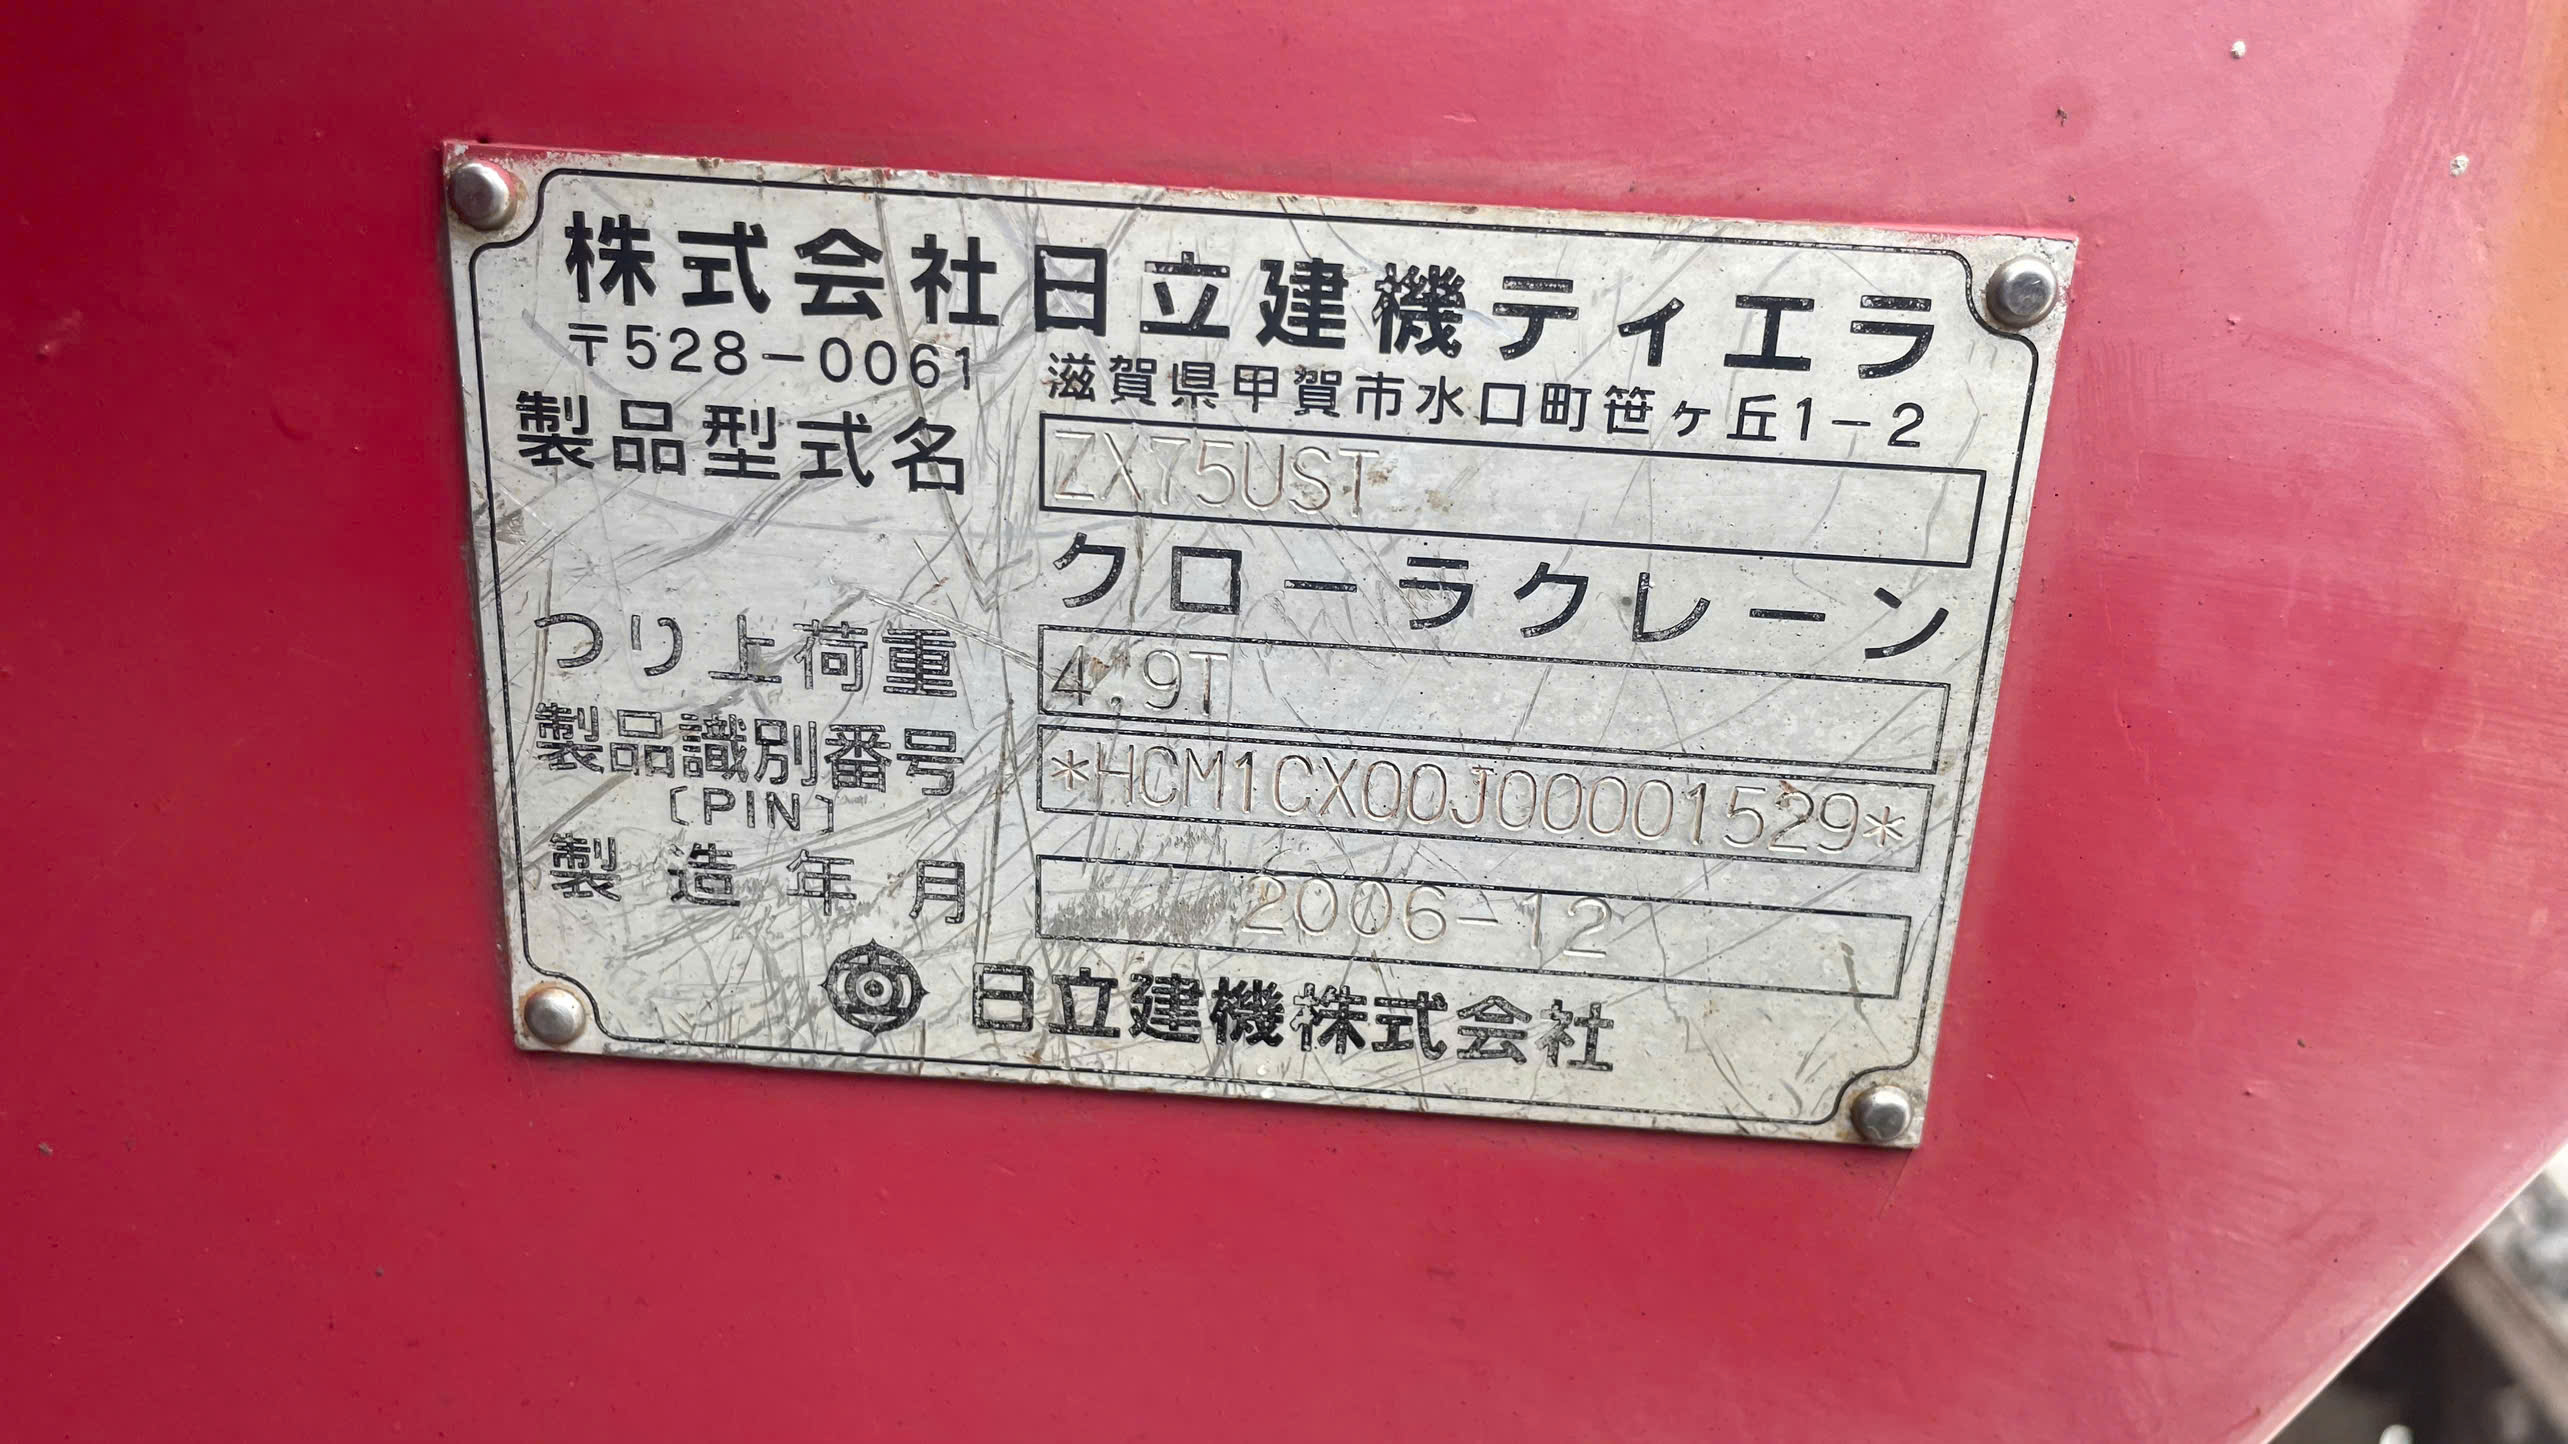 株式会社日立建機ティエラ
〒528-0061 滋賀県甲賀市水口町笹ヶ丘1-2
製品型式名 ZX75UST
クローラクレーン
つり上荷重 4.9T
製品識別番号 *HCM1CX00J00001529*
〔PIN〕
製造年月 2006-12
日立建機株式会社